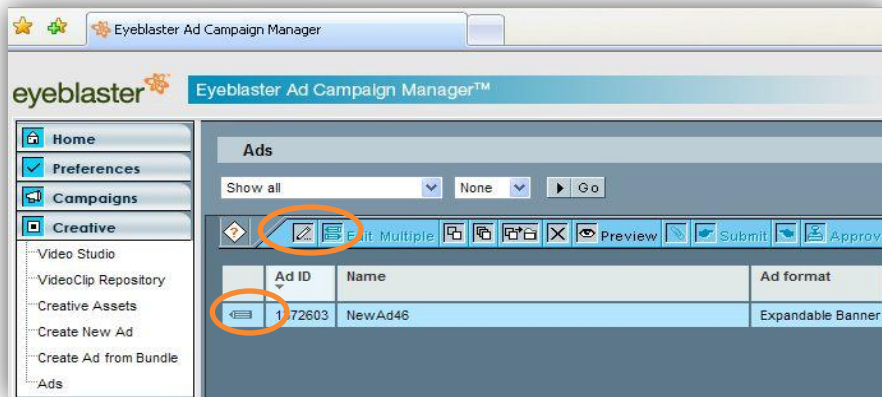 Eyeblaster Ad Campaign Manager
eyeblaster
Eyeblaster Ad Campaign Manager™
Home
Preferences
Campaigns
Creative
Video Studio
VideoClip Repository
Creative Assets
Create New Ad
Create Ad from Bundle
Ads
Ads
Show all None Go
Edit Multiple Preview Submit Approv
Ad ID Name Ad format
1372603 NewAd46 Expandable Banner